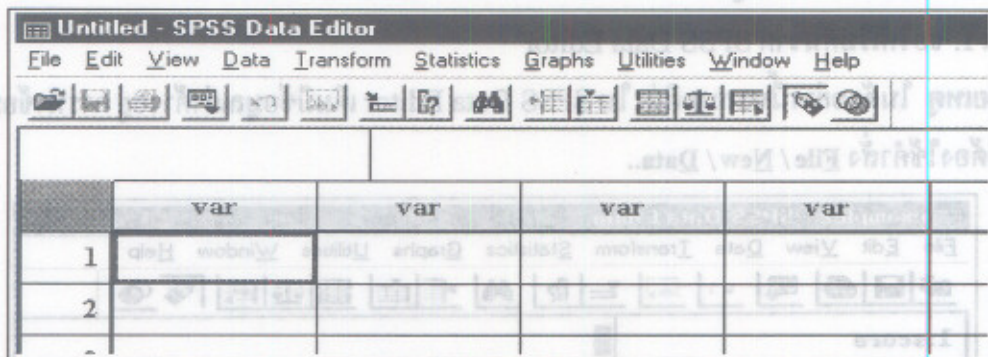 Untitled - SPSS Data Editor
File Edit View Data Transform Statistics Graphs Utilities Window Help
var var var var
1
2